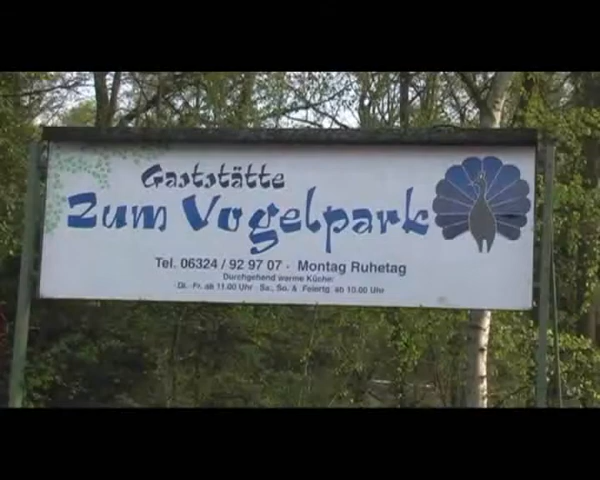 Gaststätte
Zum Vogelpark
Tel. 06324 / 92 97 07 - Montag Ruhetag
Durchgehend warme Küche:
Di. - Fr. ab 11.00 Uhr Sa., So. & Feiertg. ab 10.00 Uhr